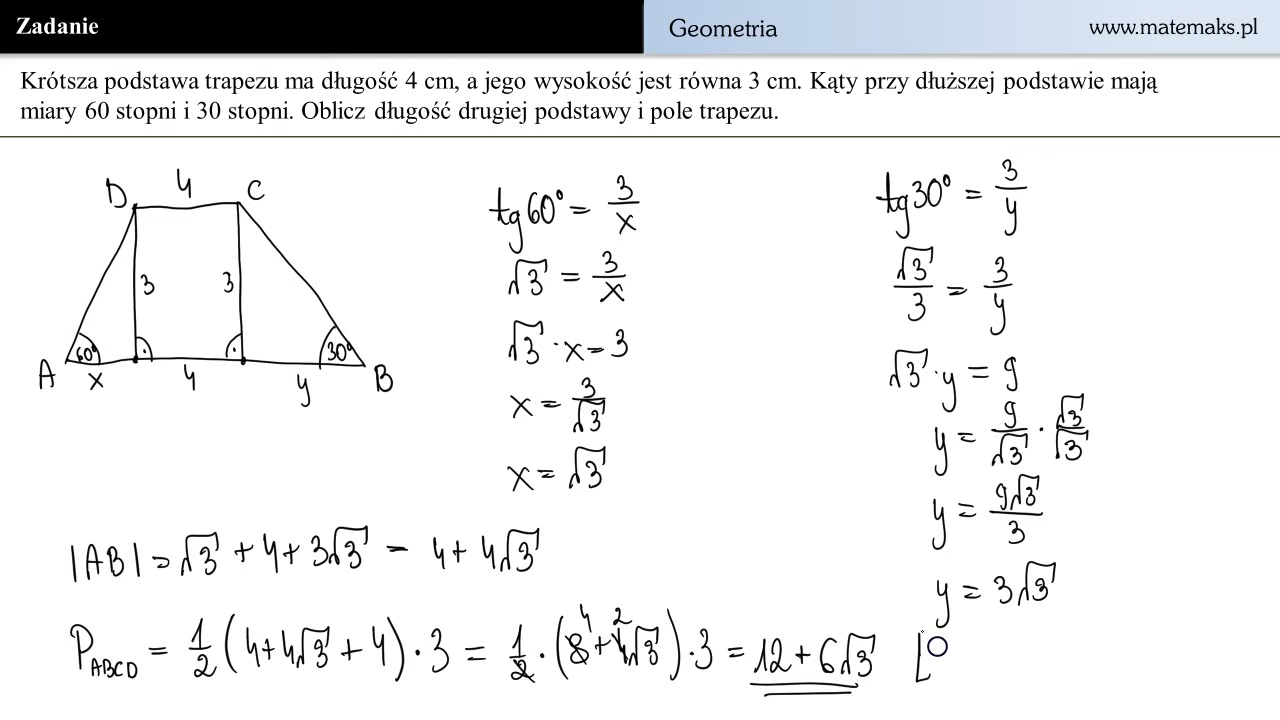 Zadanie
Geometria
www.matemaks.pl
Krótsza podstawa trapezu ma długość 4 cm, a jego wysokość jest równa 3 cm. Kąty przy dłuższej podstawie mają
miary 60 stopni i 30 stopni. Oblicz długość drugiej podstawy i pole trapezu.
D 4 C
3 3
60° 30°
A x 4 y B
tg60° = 3/x
√3 = 3/x
√3 · x = 3
x = 3/√3
x = √3
tg30° = 3/y
√3/3 = 3/y
√3 · y = 9
y = 9/√3 · √3/√3
y = 9√3/3
y = 3√3
|AB| = √3 + 4 + 3√3 = 4 + 4√3
P_ABCD = 1/2 (4+4√3 + 4) · 3 = 1/2 · (8 4 + 4 2 √3) · 3 = 12 + 6√3 [